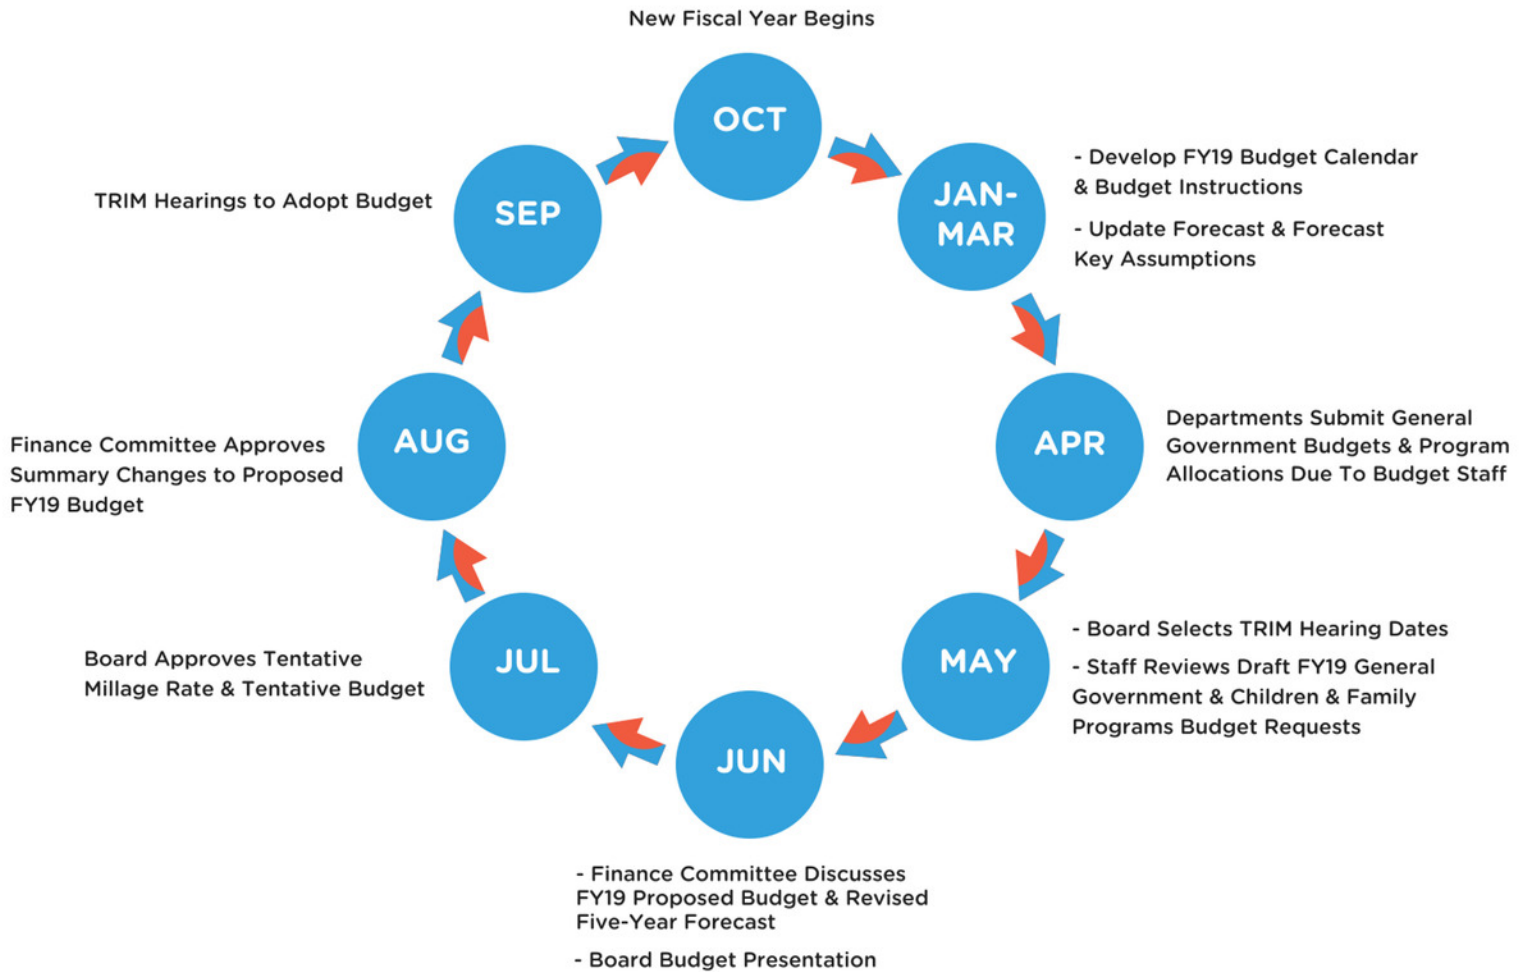 New Fiscal Year Begins
OCT
JAN-
MAR
- Develop FY19 Budget Calendar
& Budget Instructions
- Update Forecast & Forecast
Key Assumptions
APR
Departments Submit General
Government Budgets & Program
Allocations Due To Budget Staff
MAY
- Board Selects TRIM Hearing Dates
- Staff Reviews Draft FY19 General
Government & Children & Family
Programs Budget Requests
JUN
- Finance Committee Discusses
FY19 Proposed Budget & Revised
Five-Year Forecast
- Board Budget Presentation
JUL
Board Approves Tentative
Millage Rate & Tentative Budget
AUG
Finance Committee Approves
Summary Changes to Proposed
FY19 Budget
SEP
TRIM Hearings to Adopt Budget